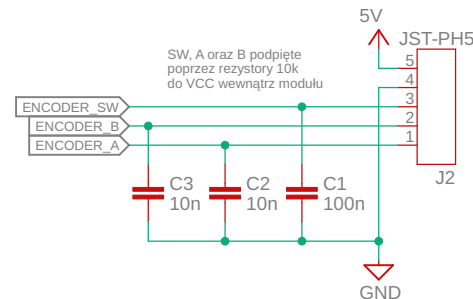 5V
JST-PH5
SW, A oraz B podpięte
poprzez rezystory 10k
do VCC wewnątrz modułu
5
4
ENCODER_SW
3
ENCODER_B
2
ENCODER_A
1
J2
C3
10n
C2
10n
C1
100n
GND